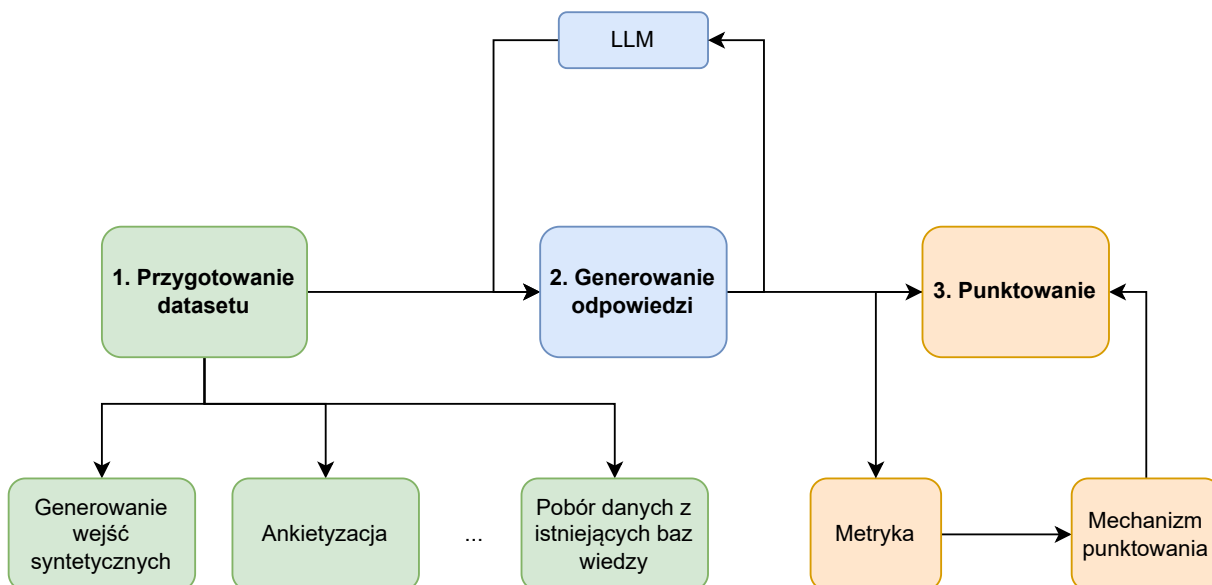 LLM
1. Przygotowanie
datasetu
2. Generowanie
odpowiedzi
3. Punktowanie
Generowanie
wejść
syntetycznych
Ankietyzacja
...
Pobór danych z
istniejących baz
wiedzy
Metryka
Mechanizm
punktowania